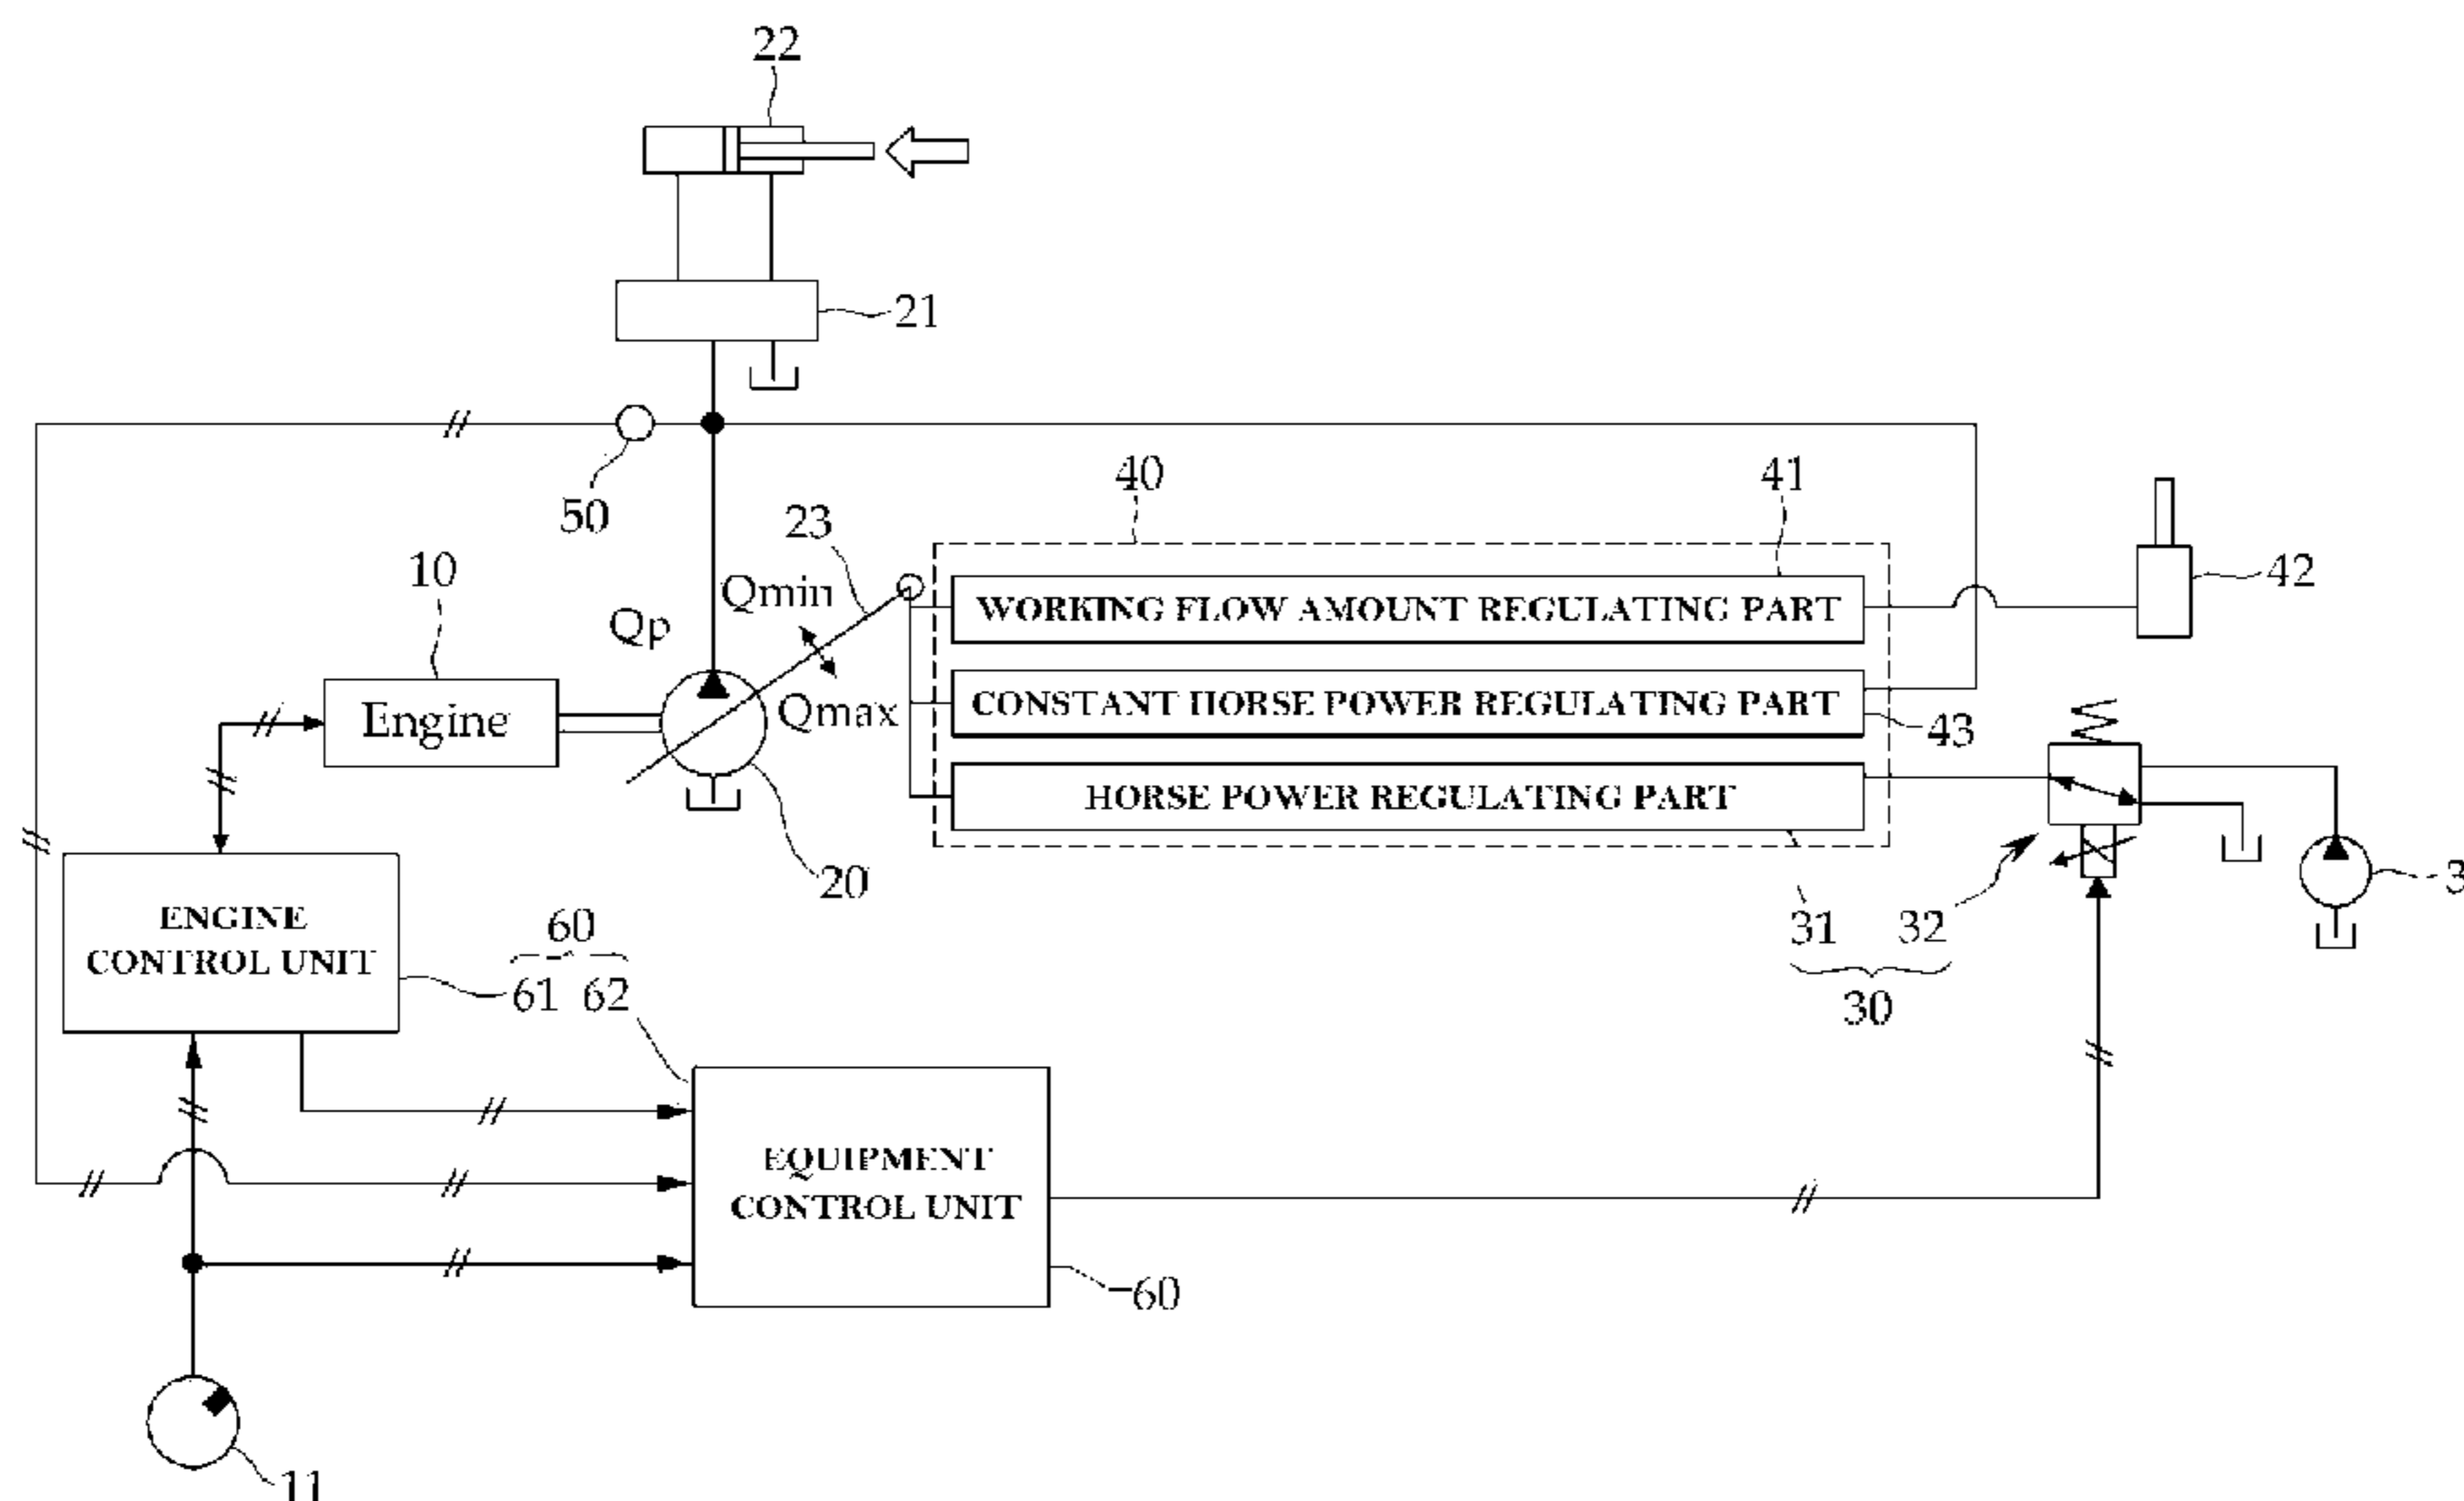 22
21
50
40
41
23
10
Qmin
42
Qp
WORKING FLOW AMOUNT REGULATING PART
Engine
Qmax
CONSTANT HORSE POWER REGULATING PART
43
HORSE POWER REGULATING PART
20
3
ENGINE
CONTROL UNIT
60
61 62
31 32
30
EQUIPMENT
CONTROL UNIT
60
11